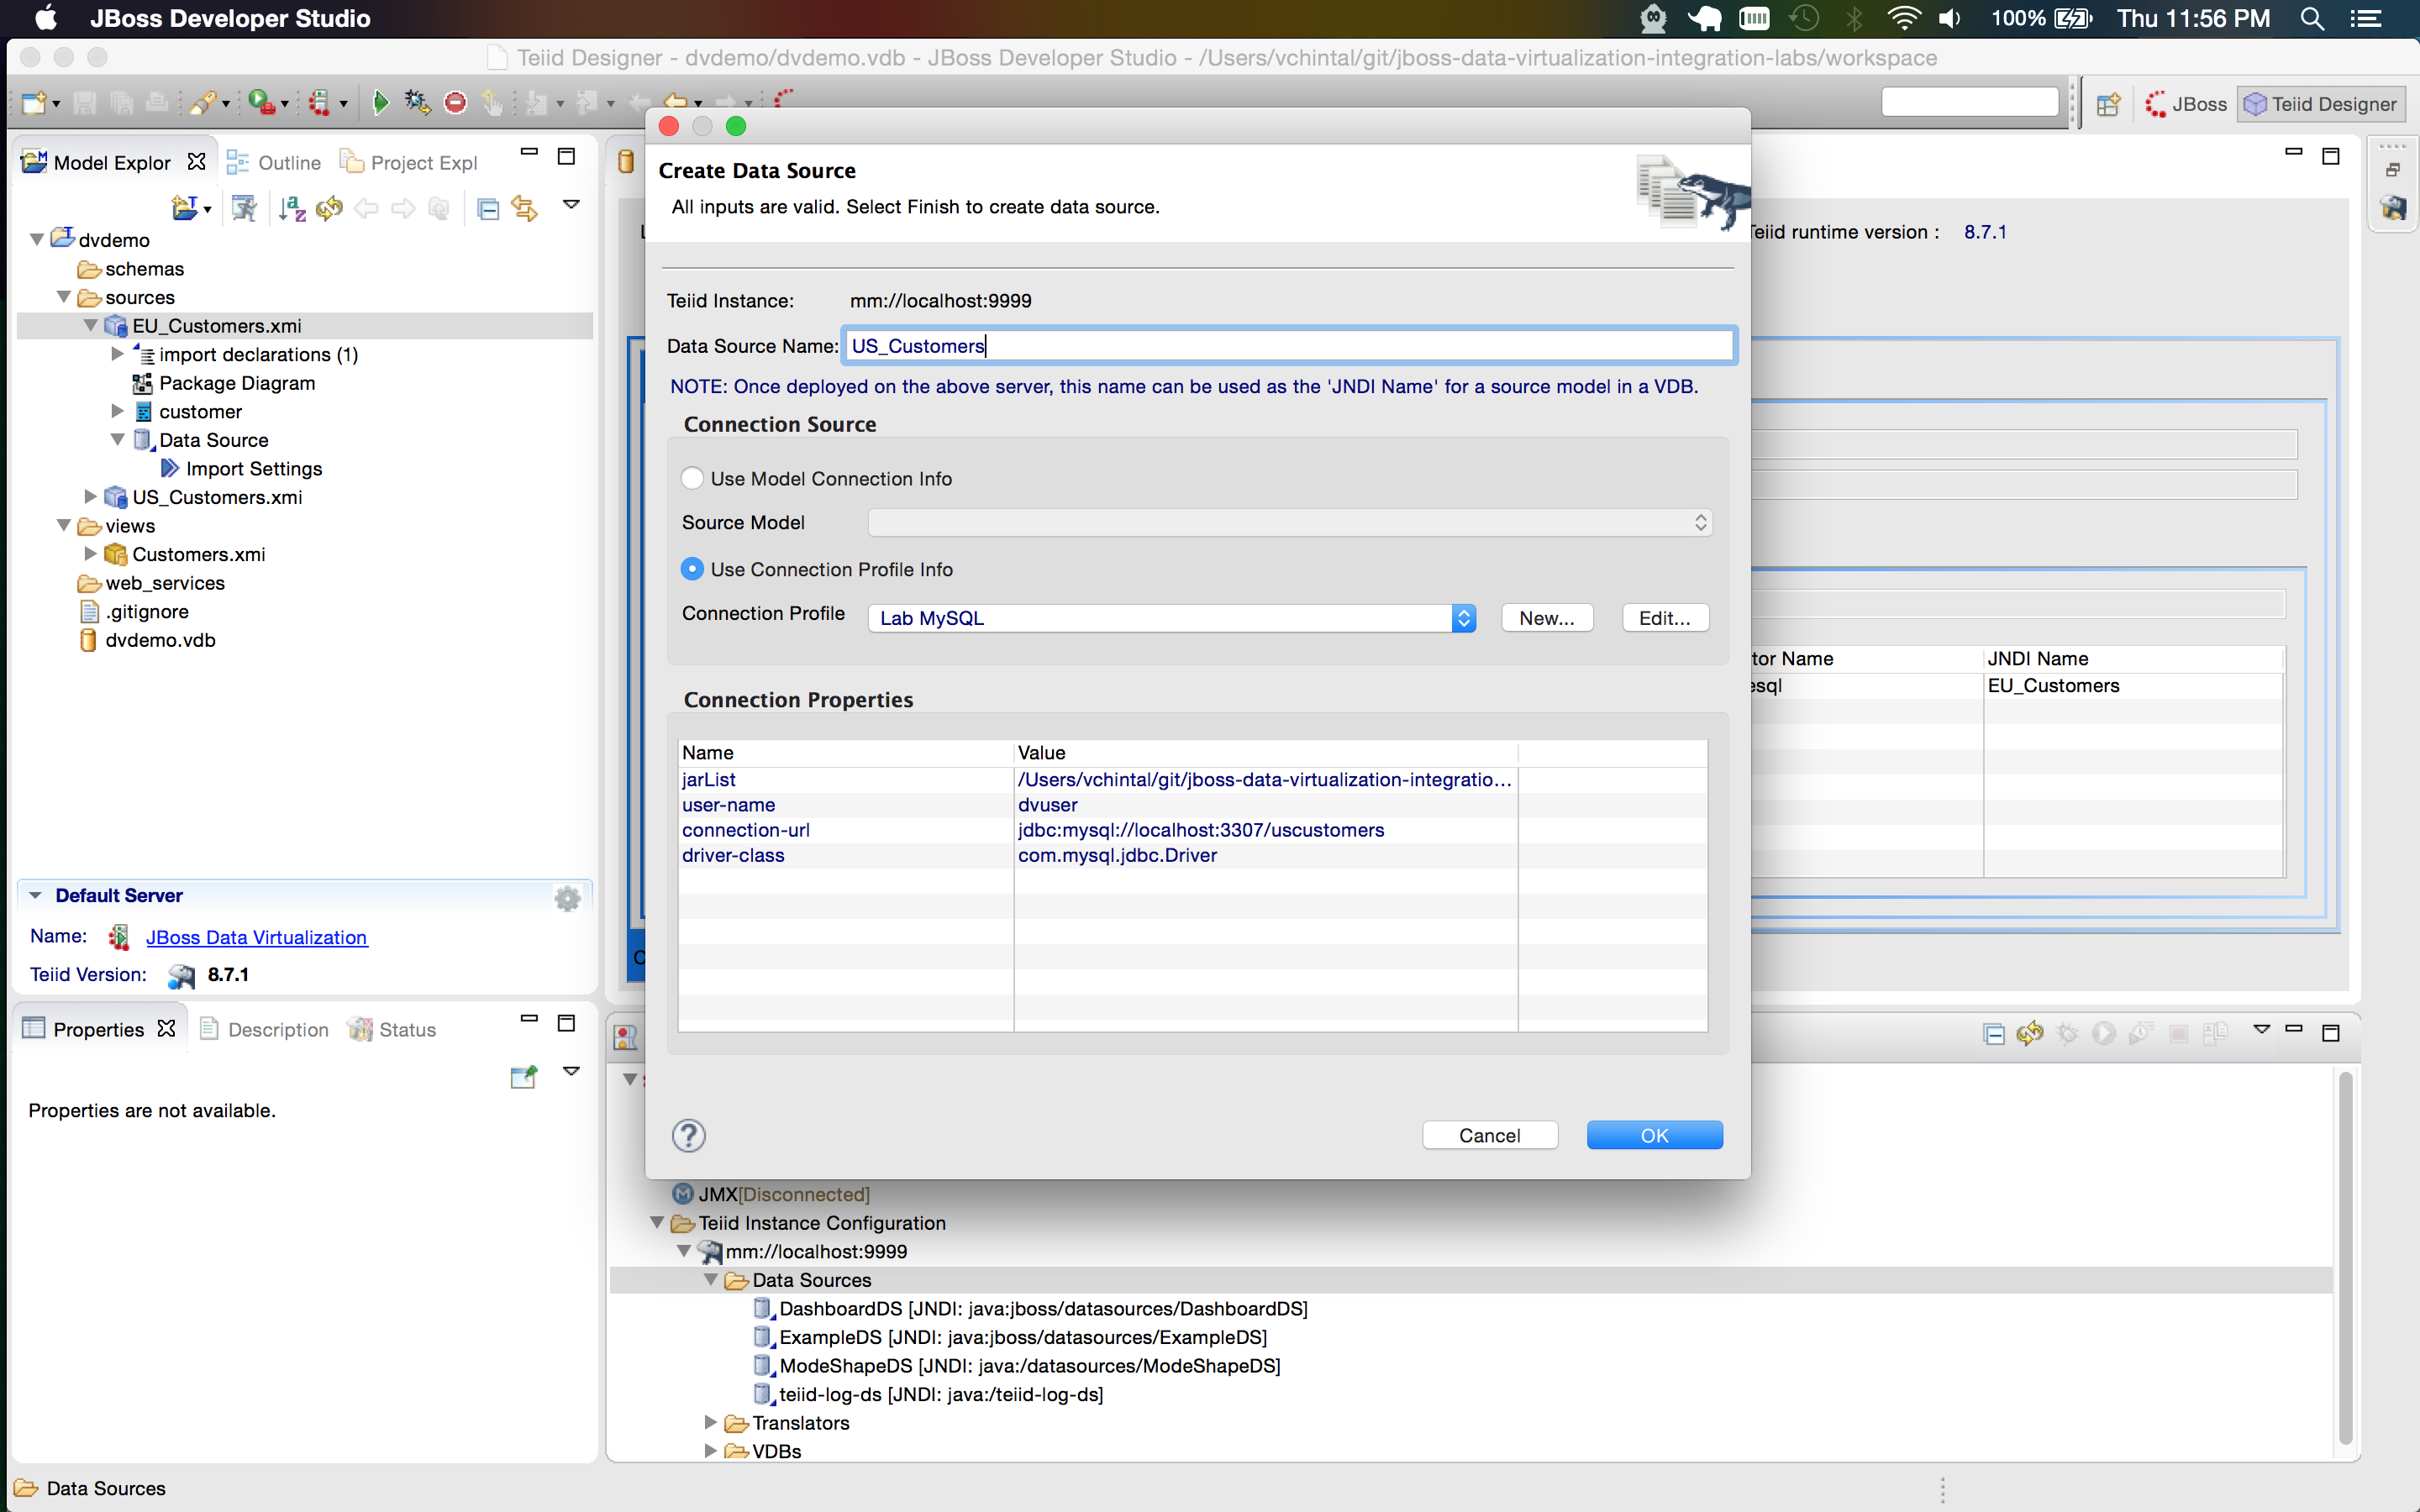 JBoss Developer Studio
100%
Thu 11:56 PM
Teiid Designer - dvdemo/dvdemo.vdb - JBoss Developer Studio - /Users/vchintal/git/jboss-data-virtualization-integration-labs/workspace
JBoss
Teiid Designer
Model Explor
Outline
Project Expl
dvdemo
schemas
sources
EU_Customers.xmi
import declarations (1)
Package Diagram
customer
Data Source
Import Settings
US_Customers.xmi
views
Customers.xmi
web_services
.gitignore
dvdemo.vdb
Default Server
Name: JBoss Data Virtualization
Teiid Version: 8.7.1
Properties
Description
Status
Properties are not available.
Data Sources
Create Data Source
All inputs are valid. Select Finish to create data source.
Teiid Instance: mm://localhost:9999
Data Source Name: US_Customers
NOTE: Once deployed on the above server, this name can be used as the 'JNDI Name' for a source model in a VDB.
Connection Source
Use Model Connection Info
Source Model
Use Connection Profile Info
Connection Profile Lab MySQL New... Edit...
Connection Properties
Name Value
jarList /Users/vchintal/git/jboss-data-virtualization-integratio...
user-name dvuser
connection-url jdbc:mysql://localhost:3307/uscustomers
driver-class com.mysql.jdbc.Driver
? Cancel OK
eiid runtime version : 8.7.1
tor Name JNDI Name
esql EU_Customers
JMX[Disconnected]
Teiid Instance Configuration
mm://localhost:9999
Data Sources
DashboardDS [JNDI: java:jboss/datasources/DashboardDS]
ExampleDS [JNDI: java:jboss/datasources/ExampleDS]
ModeShapeDS [JNDI: java:/datasources/ModeShapeDS]
teiid-log-ds [JNDI: java:/teiid-log-ds]
Translators
VDBs